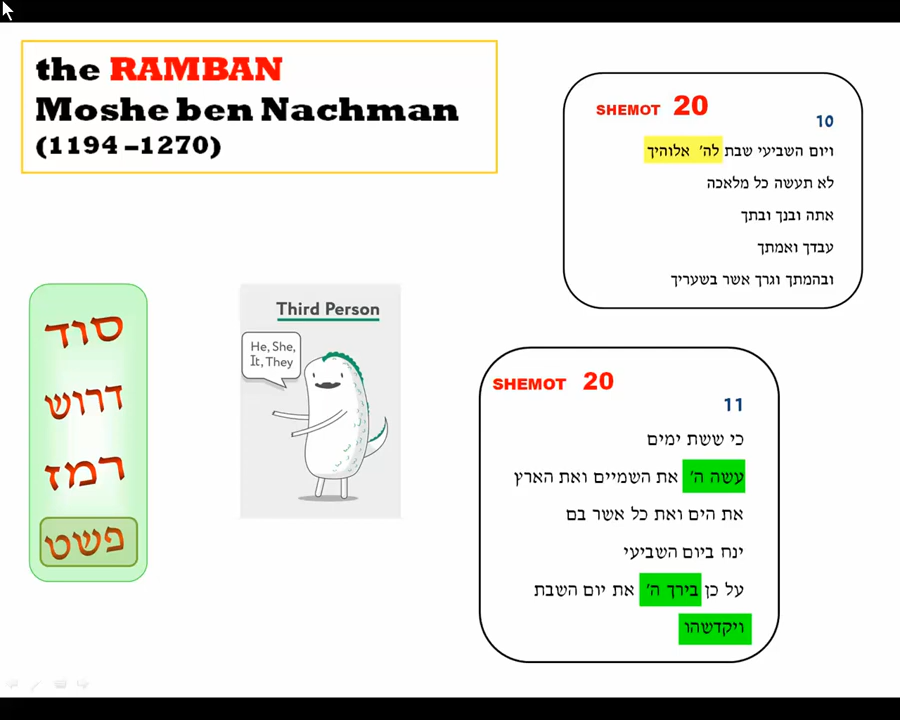 the RAMBAN
Moshe ben Nachman
(1194 –1270)
SHEMOT 20
10
ויום השביעי שבת לה' אלוהיך
לא תעשה כל מלאכה
אתה ובנך ובתך
עבדך ואמתך
ובהמתך וגרך אשר בשעריך
סוד
דרוש
רמז
פשט
Third Person
He, She,
It, They
SHEMOT 20
11
כי ששת ימים
עשה ה' את השמיים ואת הארץ
את הים ואת כל אשר בם
ינח ביום השביעי
על כן בירך ה' את יום השבת
ויקדשהו